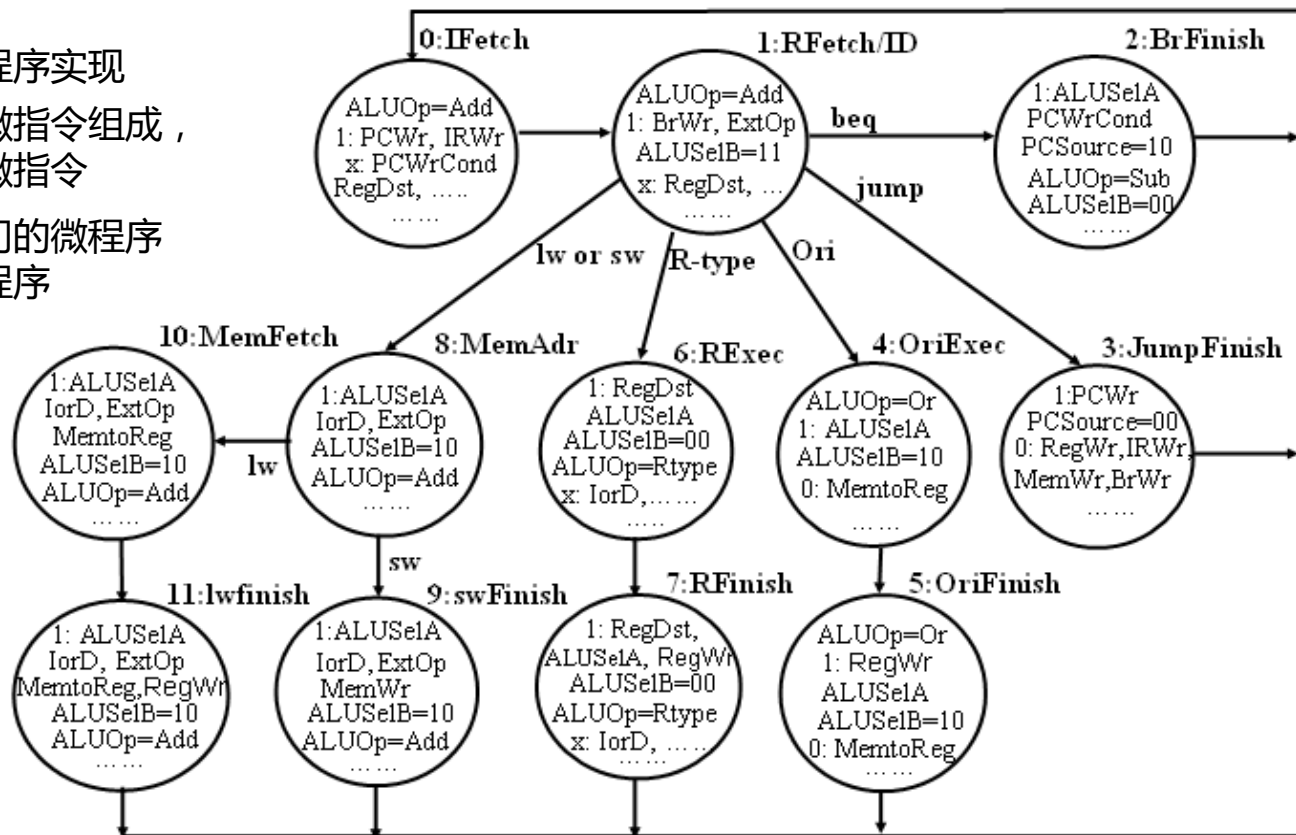 程序实现
微指令组成，
微指令
们的微程序
程序
0:IFetch
ALUOp=Add
1: PCWr, IRWr
x: PCWrCond
RegDst, …..
……
1:RFetch/ID
ALUOp=Add
1: BrWr, ExtOp
ALUSelB=11
x: RegDst, …
……
beq
jump
lw or sw
R-type
Ori
2:BrFinish
1:ALUSelA
PCWrCond
PCSource=10
ALUOp=Sub
ALUSelB=00
……
10:MemFetch
1:ALUSelA
IorD,ExtOp
MemtoReg
ALUSelB=10
ALUOp=Add
……
lw
8:MemAdr
1:ALUSelA
IorD,ExtOp
ALUSelB=10
ALUOp=Add
……
sw
6:RExec
1: RegDst
ALUSelA
ALUSelB=00
ALUOp=Rtype
x: IorD,……
…..
4:OriExec
ALUOp=Or
1: ALUSelA
ALUSelB=10
0: MemtoReg
……
3:JumpFinish
1:PCWr
PCSource=00
0: RegWr,IRWr,
MemWr,BrWr
……
11:lwfinish
1: ALUSelA
IorD, ExtOp
MemtoReg,RegWr
ALUSelB=10
ALUOp=Add
……
9:swFinish
1:ALUSelA
IorD,ExtOp
MemWr
ALUSelB=10
ALUOp=Add
……
7:RFinish
1: RegDst,
ALUSelA, RegWr
ALUSelB=00
ALUOp=Rtype
x: IorD, …..
……
5:OriFinish
ALUOp=Or
1: RegWr
ALUSelA
ALUSelB=10
0: MemtoReg
……